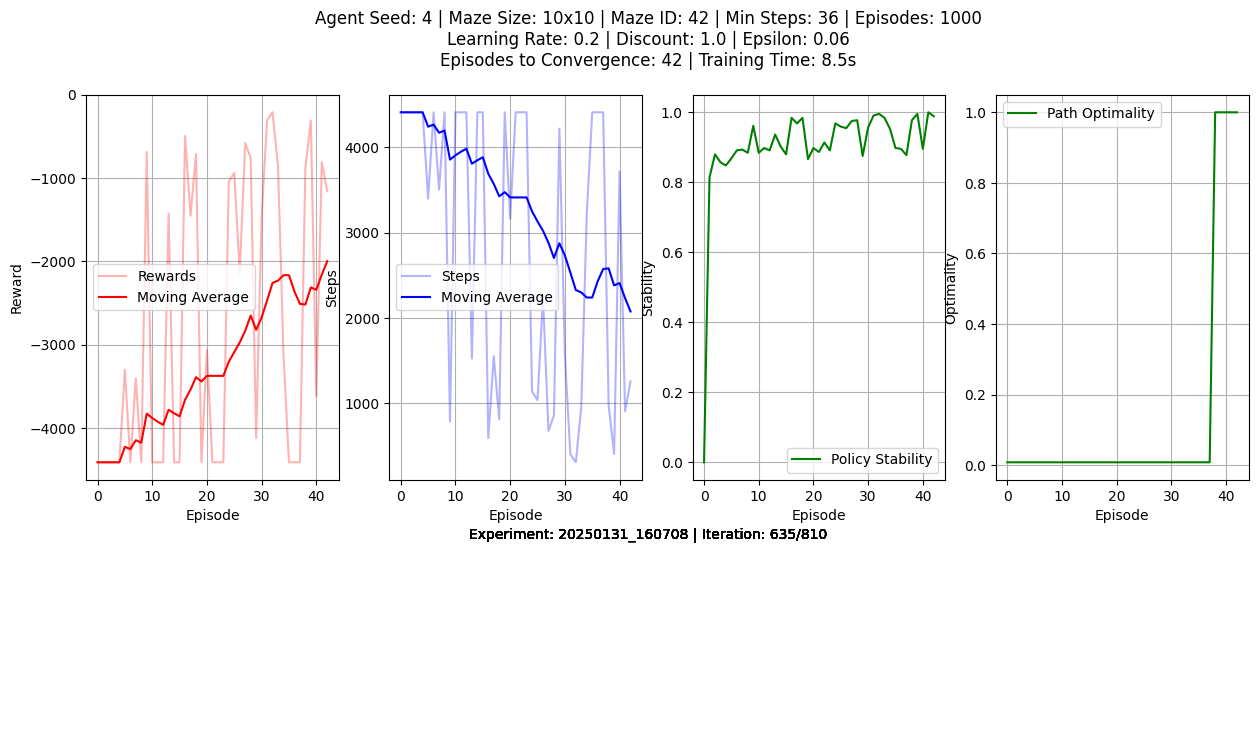 Agent Seed: 4 | Maze Size: 10x10 | Maze ID: 42 | Min Steps: 36 | Episodes: 1000
Learning Rate: 0.2 | Discount: 1.0 | Epsilon: 0.06
Episodes to Convergence: 42 | Training Time: 8.5s
Reward
0
−1000
−2000
−3000
−4000
Rewards
Moving Average
0 10 20 30 40
Episode
Steps
4000
3000
2000
1000
Steps
Moving Average
0 10 20 30 40
Episode
Stability
1.0
0.8
0.6
0.4
0.2
0.0
Policy Stability
0 10 20 30 40
Episode
Optimality
1.0
0.8
0.6
0.4
0.2
0.0
Path Optimality
0 10 20 30 40
Episode
Experiment: 20250131_160708 | Iteration: 635/810